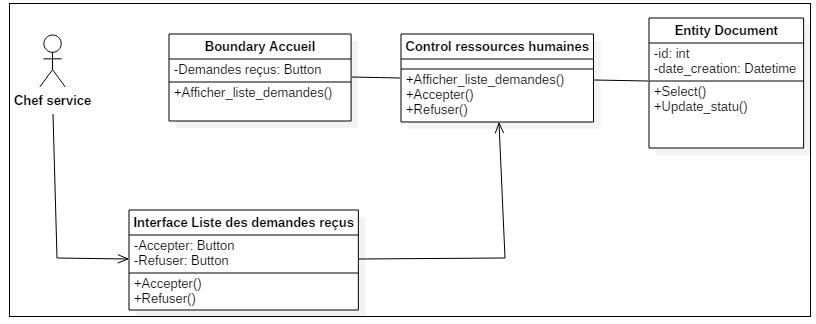 Chef service
Boundary Accueil
-Demandes reçus: Button
+Afficher_liste_demandes()
Control ressources humaines
+Afficher_liste_demandes()
+Accepter()
+Refuser()
Entity Document
-id: int
-date_creation: Datetime
+Select()
+Update_statu()
Interface Liste des demandes reçus
-Accepter: Button
-Refuser: Button
+Accepter()
+Refuser()